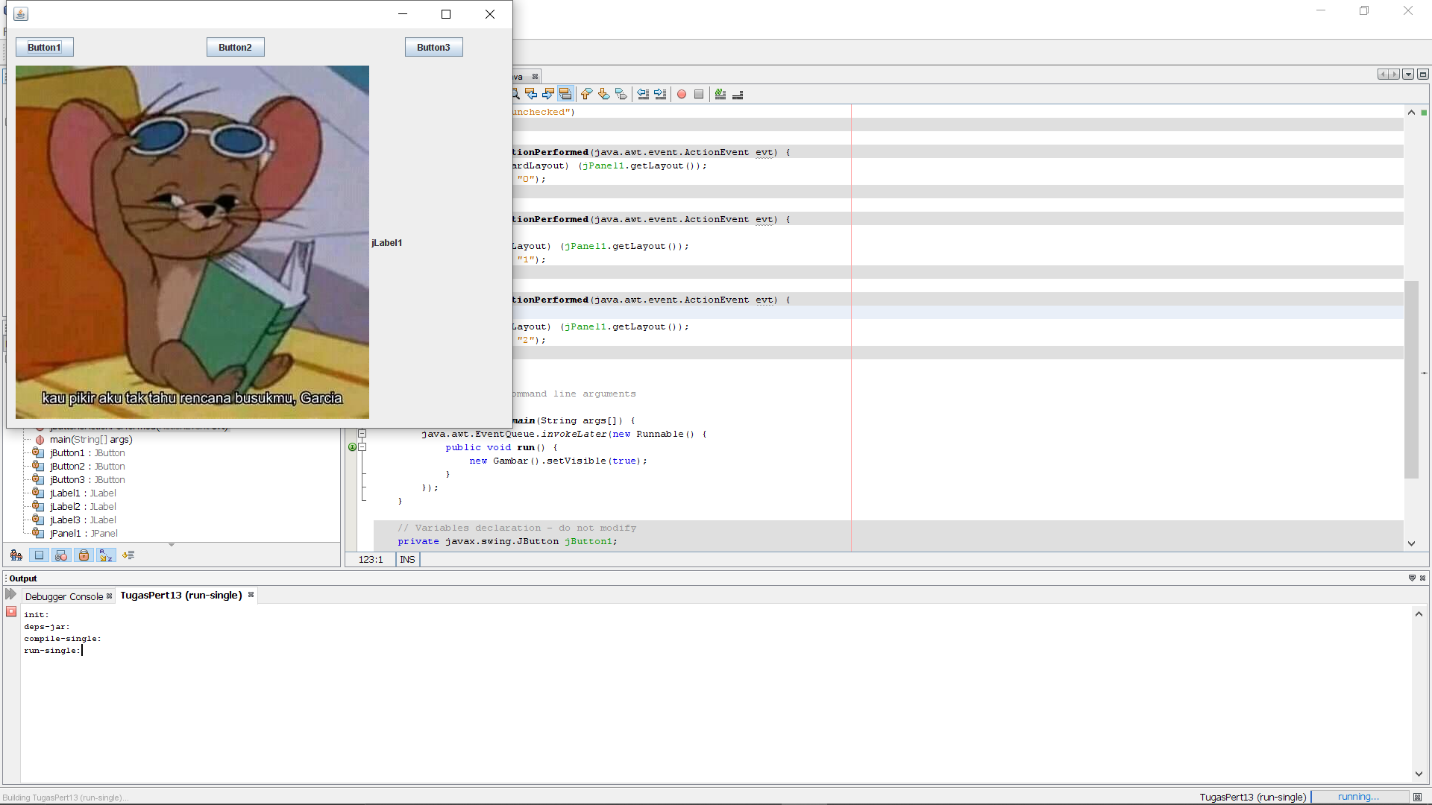 Button1
Button2
Button3
jLabel1
kau pikir aku tak tahu rencana busukmu, Garcia
va
unchecked")
tionPerformed(java.awt.event.ActionEvent evt) {
ardLayout) (jPanel1.getLayout());
"0");
tionPerformed(java.awt.event.ActionEvent evt) {
Layout) (jPanel1.getLayout());
"1");
tionPerformed(java.awt.event.ActionEvent evt) {
Layout) (jPanel1.getLayout());
"2");
ommand line arguments
main(String args[]) {
java.awt.EventQueue.invokeLater(new Runnable() {
public void run() {
new Gambar().setVisible(true);
}
});
}
// Variables declaration - do not modify
private javax.swing.JButton jButton1;
main(String[] args)
jButton1 : JButton
jButton2 : JButton
jButton3 : JButton
jLabel1 : JLabel
jLabel2 : JLabel
jLabel3 : JLabel
jPanel1 : JPanel
123:1
INS
Output
Debugger Console
TugasPert13 (run-single)
init:
deps-jar:
compile-single:
run-single:
Building TugasPert13 (run-single)...
TugasPert13 (run-single)
running...